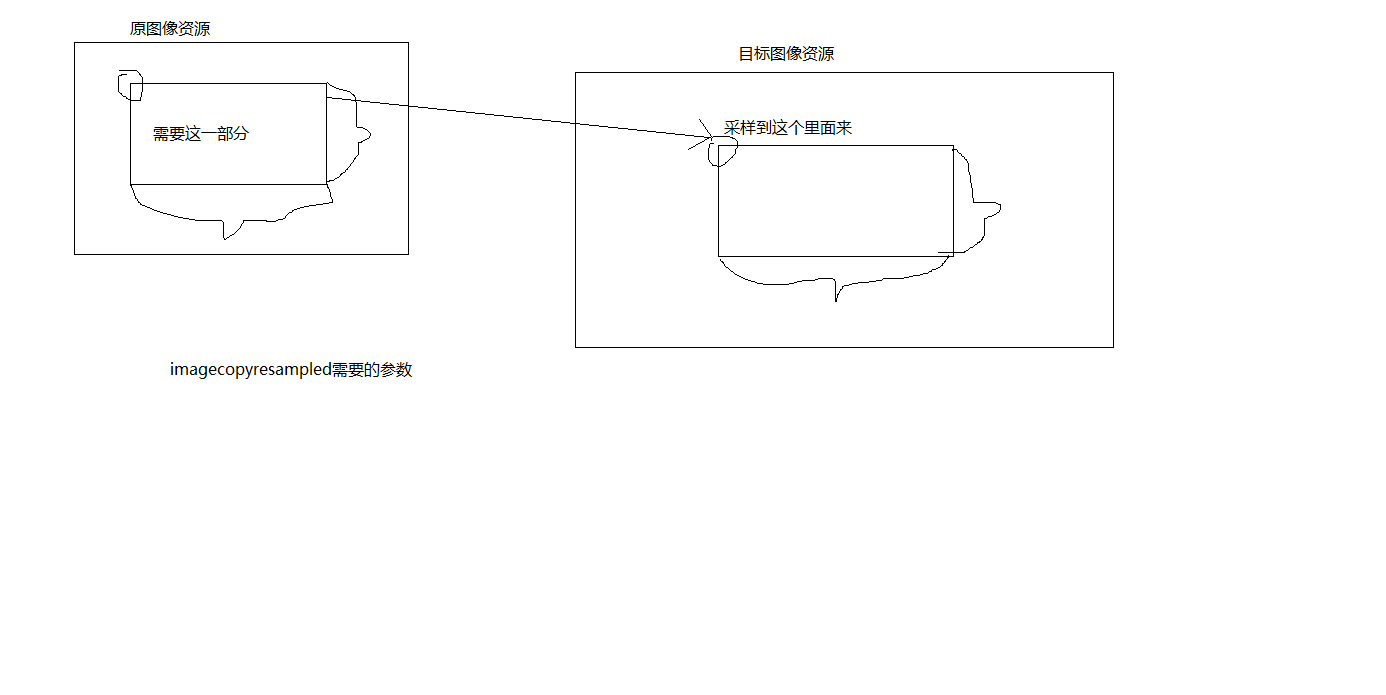 原图像资源
目标图像资源
需要这一部分
采样到这个里面来
imagecopyresampled需要的参数